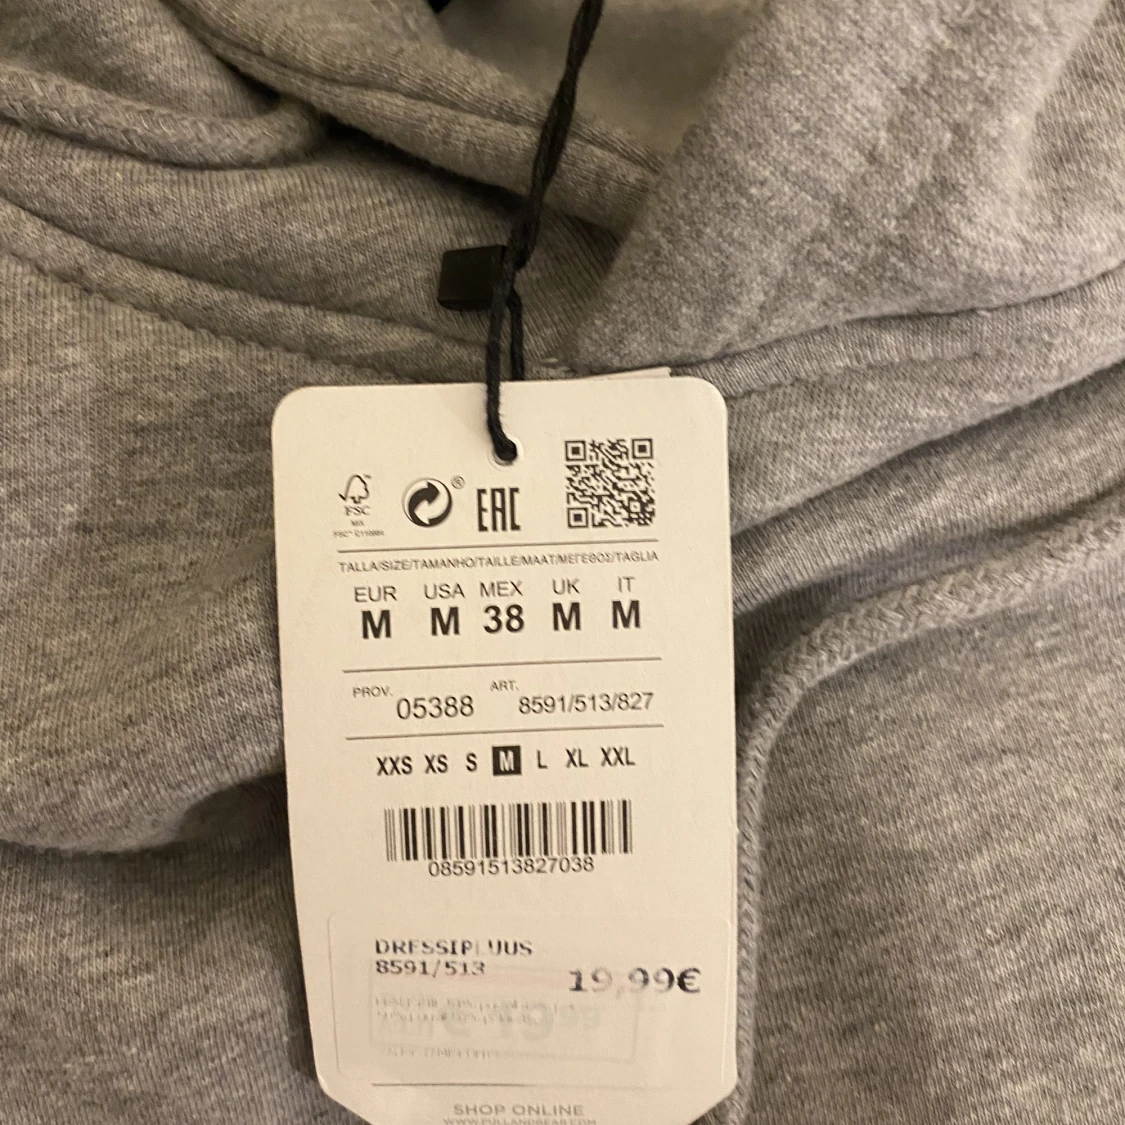 FSC
MIX
EAC
TALLA/SIZE/TAMANHO/TAILLE/MAAT/ΜΕΓΕΘΟΣ/TAGLIA
EUR USA MEX UK IT
M M 38 M M
PROV. 05388 ART. 8591/513/827
XXS XS S M L XL XXL
08591513827038
DRESSIPLUUS
8591/513 19,99€
SHOP ONLINE
WWW.PULLANDBEAR.COM